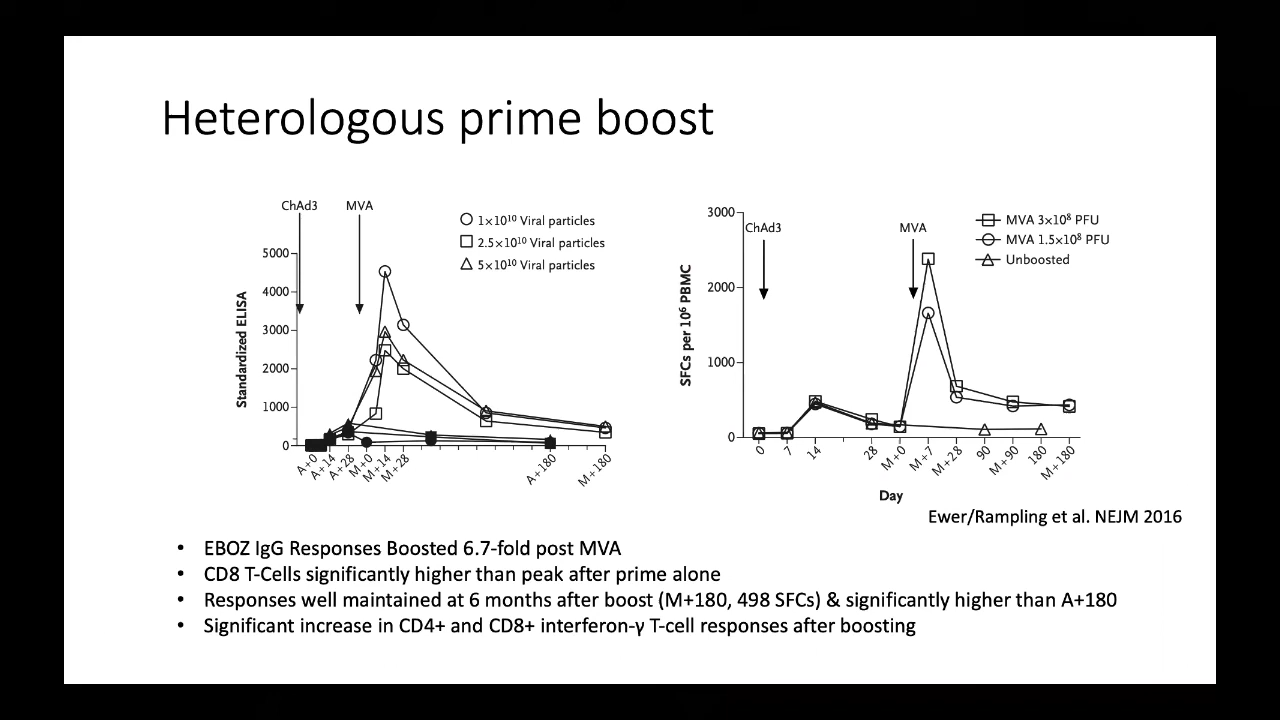 Heterologous prime boost
ChAd3
MVA
1×10¹⁰ Viral particles
2.5×10¹⁰ Viral particles
5×10¹⁰ Viral particles
Standardized ELISA
5000
4000
3000
2000
1000
0
A+0
A+14
A+28
M+0
M+14
M+28
A+180
M+180
ChAd3
MVA
MVA 3×10⁸ PFU
MVA 1.5×10⁸ PFU
Unboosted
SFCs per 10⁶ PBMC
3000
2000
1000
0
0
7
14
28
M+0
M+7
M+28
90
M+90
180
M+180
Day
Ewer/Rampling et al. NEJM 2016
• EBOZ IgG Responses Boosted 6.7-fold post MVA
• CD8 T-Cells significantly higher than peak after prime alone
• Responses well maintained at 6 months after boost (M+180, 498 SFCs) & significantly higher than A+180
• Significant increase in CD4+ and CD8+ interferon-γ T-cell responses after boosting